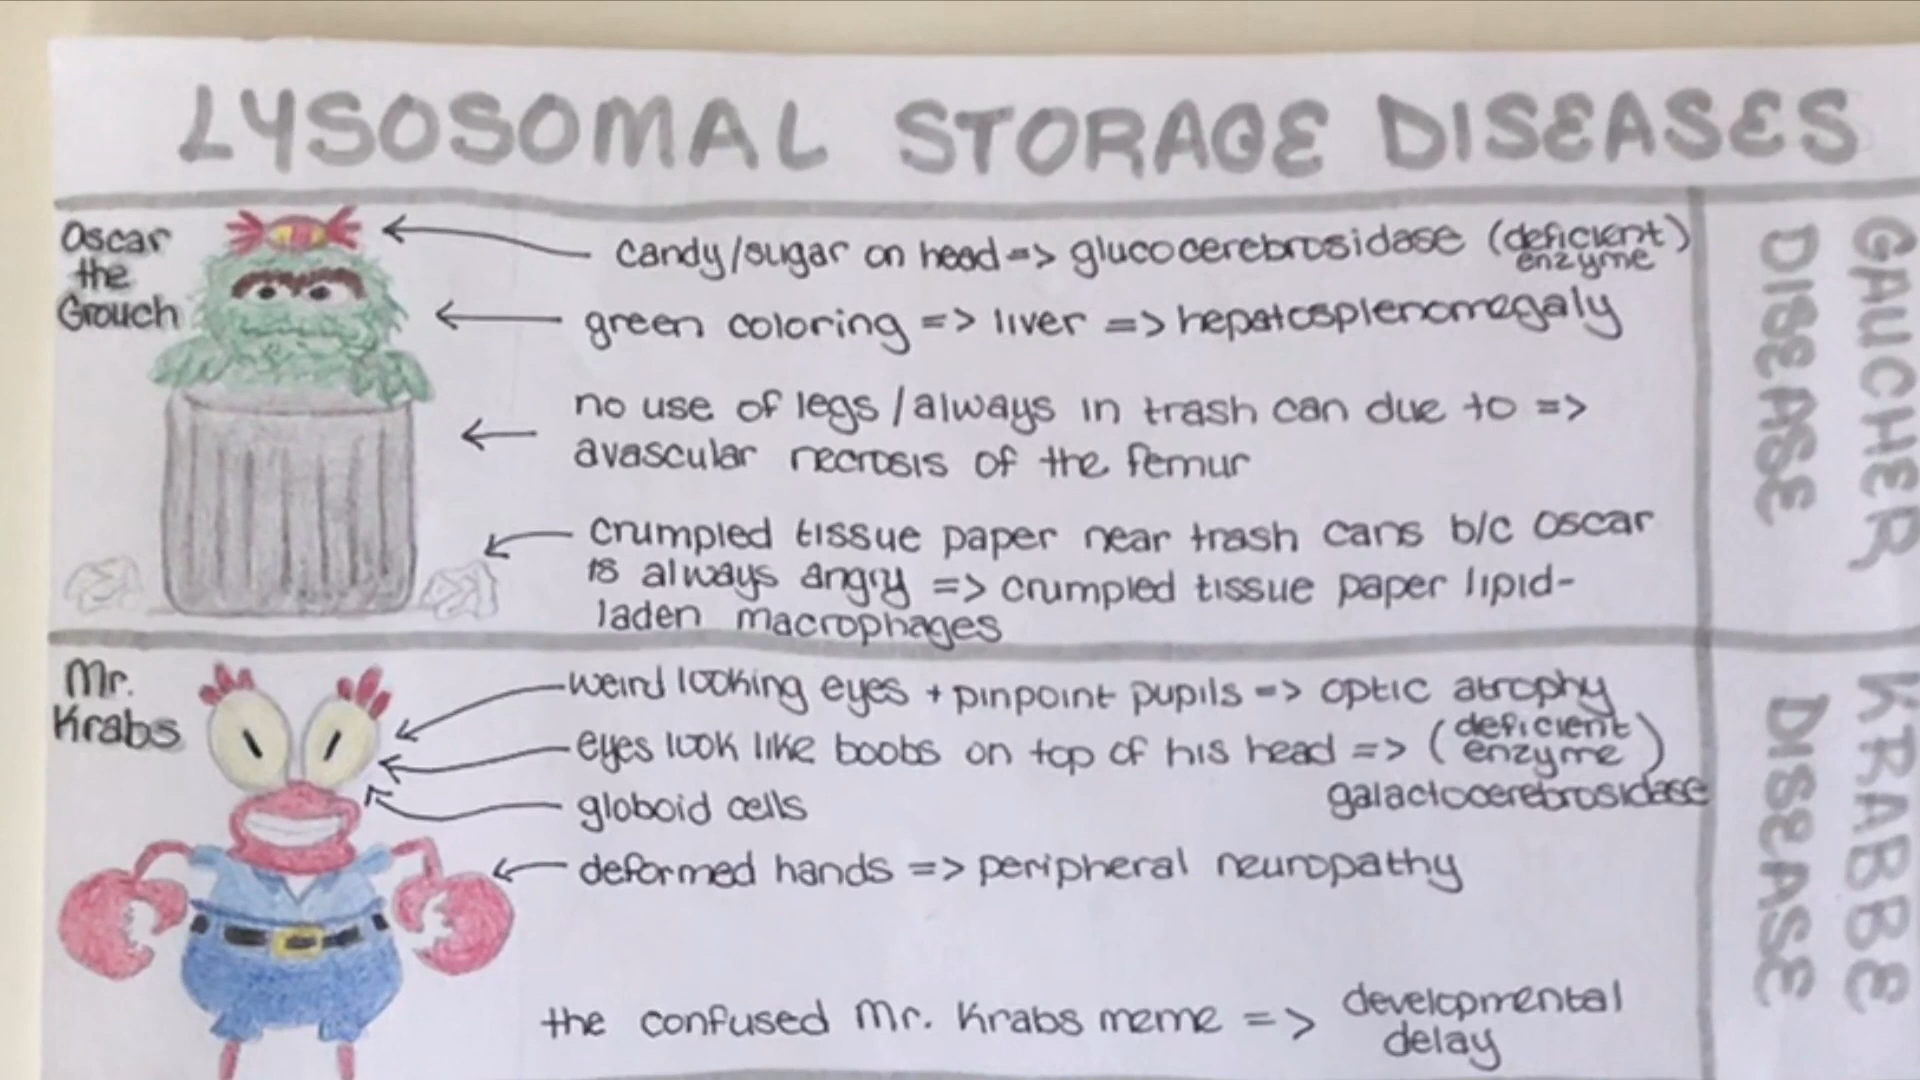 LYSOSOMAL STORAGE DISEASES
Oscar
the
Grouch
candy/sugar on head => glucocerebrosidase (deficient
enzyme)
green coloring => liver => hepatosplenomegaly
no use of legs / always in trash can due to =>
avascular necrosis of the femur
crumpled tissue paper near trash cans b/c oscar
is always angry => crumpled tissue paper lipid-
laden macrophages
GAUCHER
DISEASE
Mr.
Krabs
weird looking eyes + pinpoint pupils => optic atrophy
eyes look like boobs on top of his head => (deficient
enzyme)
galactocerebrosidase
globoid cells
deformed hands => peripheral neuropathy
the confused Mr. Krabs meme => developmental
delay
KRABBE
DISEASE